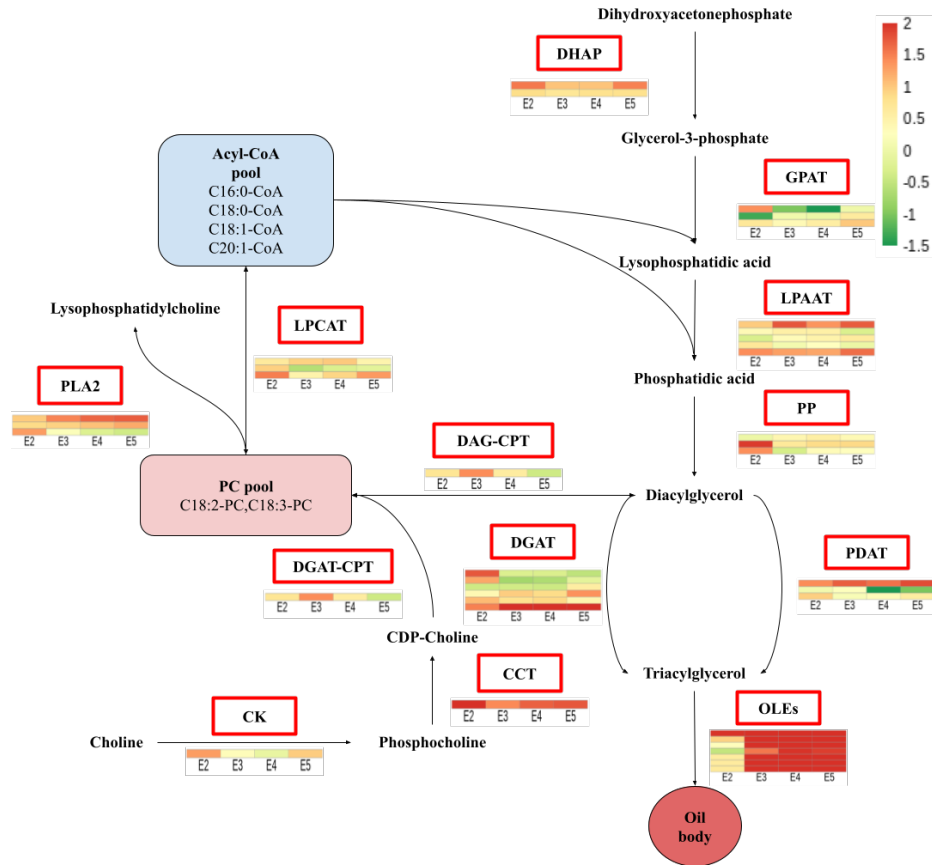 Dihydroxyacetonephosphate
DHAP
E2 E3 E4 E5
2
1.5
1
0.5
0
-0.5
-1
-1.5
Glycerol-3-phosphate
Acyl-CoA
pool
C16:0-CoA
C18:0-CoA
C18:1-CoA
C20:1-CoA
GPAT
E2 E3 E4 E5
Lysophosphatidic acid
Lysophosphatidylcholine
LPCAT
E2 E3 E4 E5
LPAAT
E2 E3 E4 E5
PLA2
E2 E3 E4 E5
Phosphatidic acid
PP
E2 E3 E4 E5
DAG-CPT
E2 E3 E4 E5
PC pool
C18:2-PC,C18:3-PC
Diacylglycerol
DGAT
E2 E3 E4 E5
PDAT
E2 E3 E4 E5
DGAT-CPT
E2 E3 E4 E5
CDP-Choline
Triacylglycerol
CCT
E2 E3 E4 E5
OLEs
E2 E3 E4 E5
CK
E2 E3 E4 E5
Choline
Phosphocholine
Oil
body